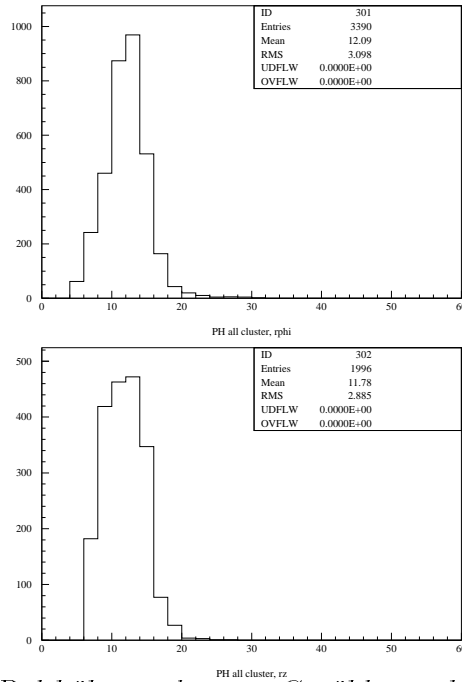 ID 301
Entries 3390
Mean 12.09
RMS 3.098
UDFLW 0.0000E+00
OVFLW 0.0000E+00
1000
800
600
400
200
0
0 10 20 30 40 50 60
PH all cluster, rphi
ID 302
Entries 1996
Mean 11.78
RMS 2.885
UDFLW 0.0000E+00
OVFLW 0.0000E+00
500
400
300
200
100
0
0 10 20 30 40 50 60
PH all cluster, rz